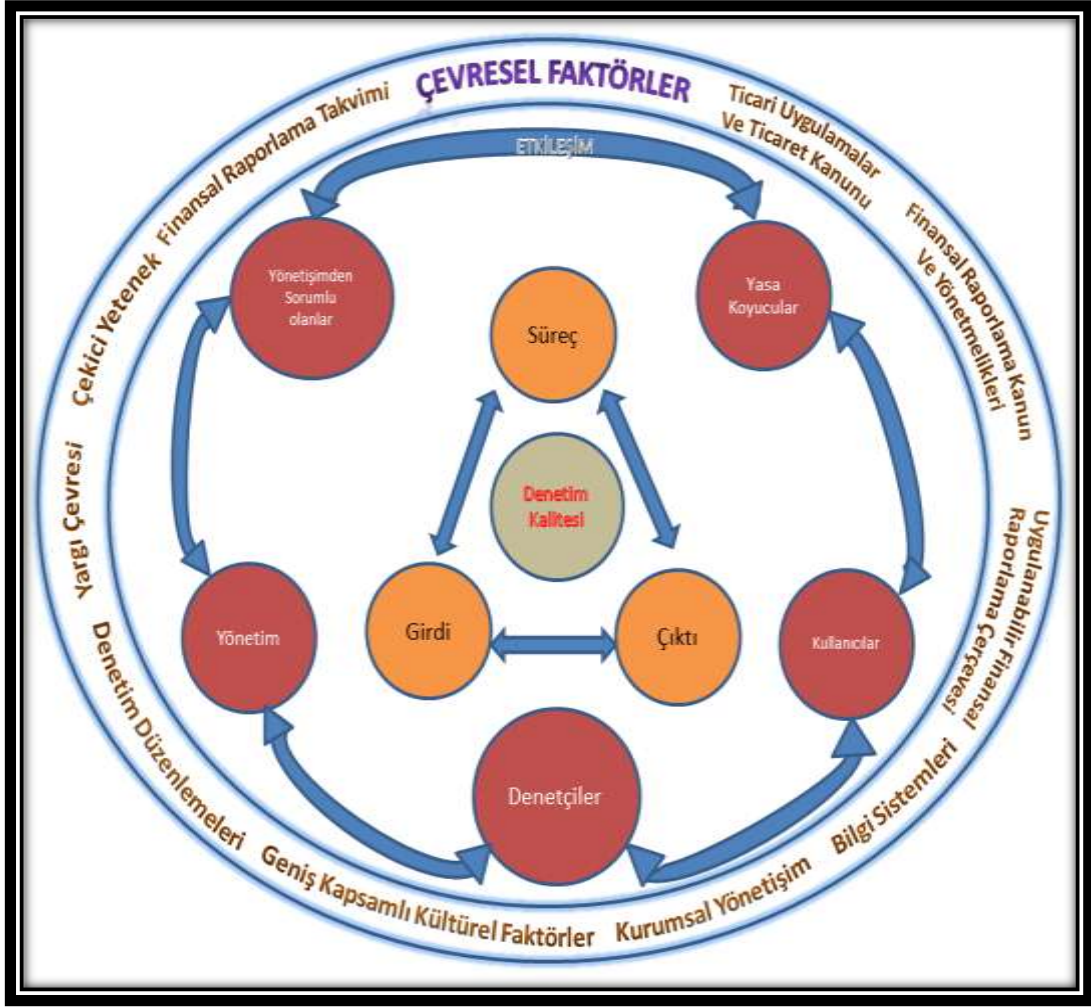 ÇEVRESEL FAKTÖRLER
Ticari Uygulamalar
Ve Ticaret Kanunu
Finansal Raporlama Kanun
Ve Yönetmelikleri
Uygulanabilir Finansal
Raporlama Çerçevesi
Bilgi Sistemleri
Kurumsal Yönetişim
Geniş Kapsamlı Kültürel Faktörler
Denetim Düzenlemeleri
Yargı Çevresi
Çekici Yetenek
Finansal Raporlama Takvimi
ETKİLEŞİM
Yönetişimden
Sorumlu
olanlar
Yasa
Koyucular
Süreç
Denetim
Kalitesi
Girdi
Çıktı
Yönetim
Kullanıcılar
Denetçiler